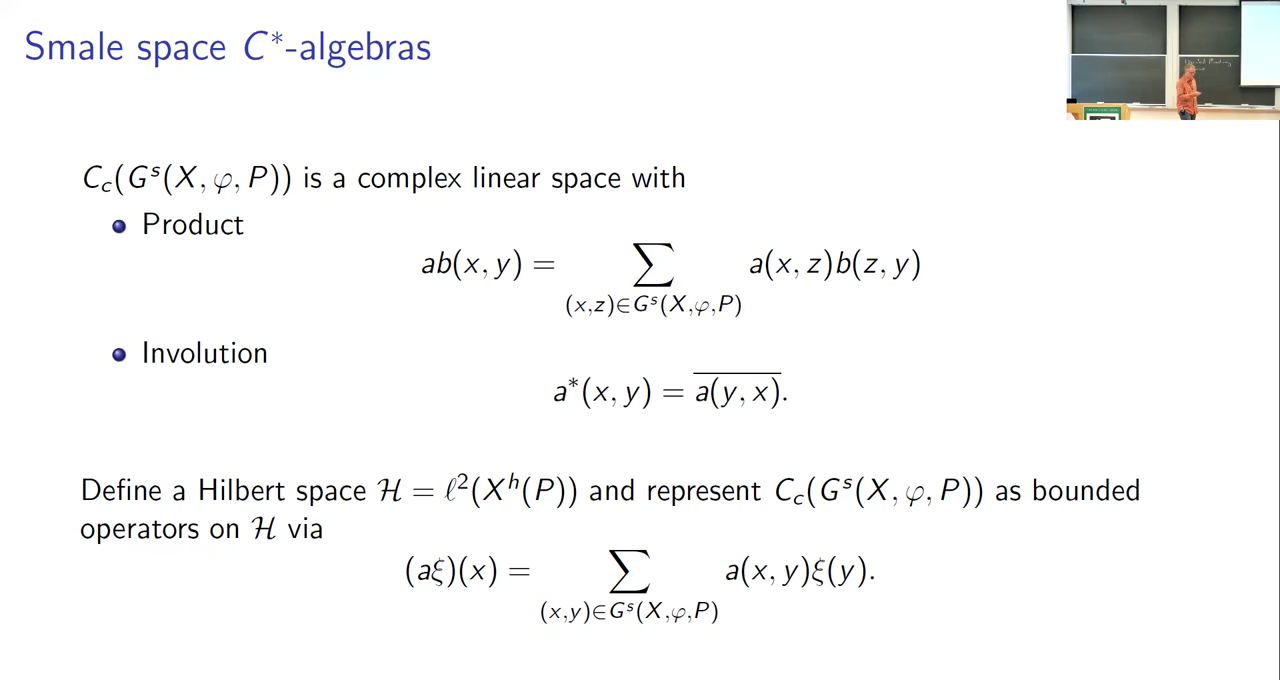 Smale space C*-algebras
C_c(G^s(X, φ, P)) is a complex linear space with
Product
ab(x, y) = ∑_{(x,z)∈G^s(X,φ,P)} a(x, z)b(z, y)
Involution
a*(x, y) = \overline{a(y, x)}.
Define a Hilbert space ℋ = ℓ²(X^h(P)) and represent C_c(G^s(X, φ, P)) as bounded
operators on ℋ via
(aξ)(x) = ∑_{(x,y)∈G^s(X,φ,P)} a(x, y)ξ(y).